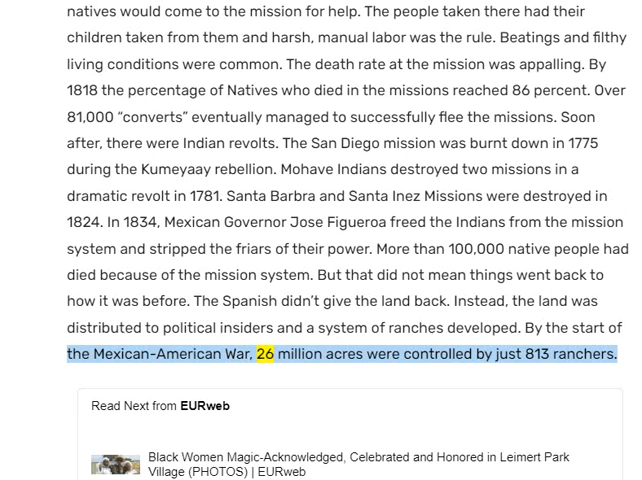 natives would come to the mission for help. The people taken there had their
children taken from them and harsh, manual labor was the rule. Beatings and filthy
living conditions were common. The death rate at the mission was appalling. By
1818 the percentage of Natives who died in the missions reached 86 percent. Over
81,000 “converts” eventually managed to successfully flee the missions. Soon
after, there were Indian revolts. The San Diego mission was burnt down in 1775
during the Kumeyaay rebellion. Mohave Indians destroyed two missions in a
dramatic revolt in 1781. Santa Barbra and Santa Inez Missions were destroyed in
1824. In 1834, Mexican Governor Jose Figueroa freed the Indians from the mission
system and stripped the friars of their power. More than 100,000 native people had
died because of the mission system. But that did not mean things went back to
how it was before. The Spanish didn’t give the land back. Instead, the land was
distributed to political insiders and a system of ranches developed. By the start of
the Mexican-American War, 26 million acres were controlled by just 813 ranchers.
Read Next from EURweb
Black Women Magic-Acknowledged, Celebrated and Honored in Leimert Park
Village (PHOTOS) | EURweb